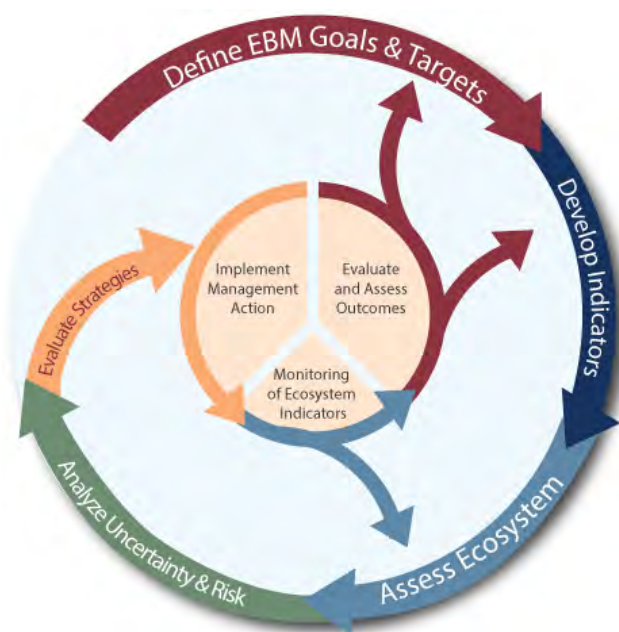 Define EBM Goals & Targets
Develop Indicators
Assess Ecosystem
Analyze Uncertainty & Risk
Evaluate Strategies
Implement
Management
Action
Evaluate
and Assess
Outcomes
Monitoring
of Ecosystem
Indicators